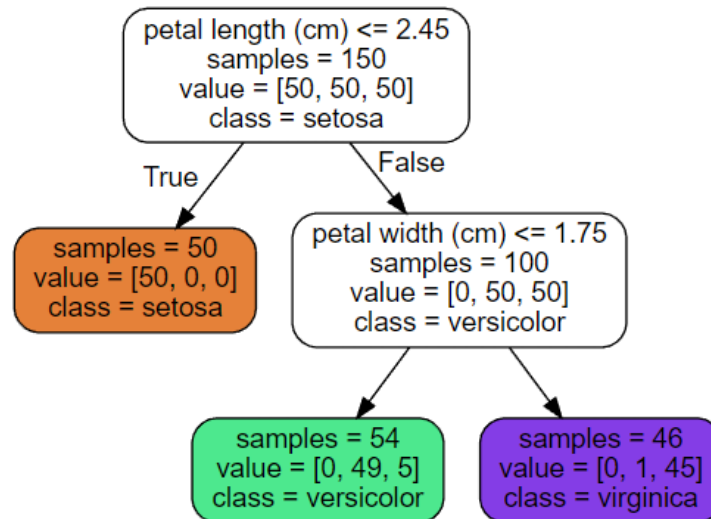 petal length (cm) <= 2.45
samples = 150
value = [50, 50, 50]
class = setosa
True
False
samples = 50
value = [50, 0, 0]
class = setosa
petal width (cm) <= 1.75
samples = 100
value = [0, 50, 50]
class = versicolor
samples = 54
value = [0, 49, 5]
class = versicolor
samples = 46
value = [0, 1, 45]
class = virginica